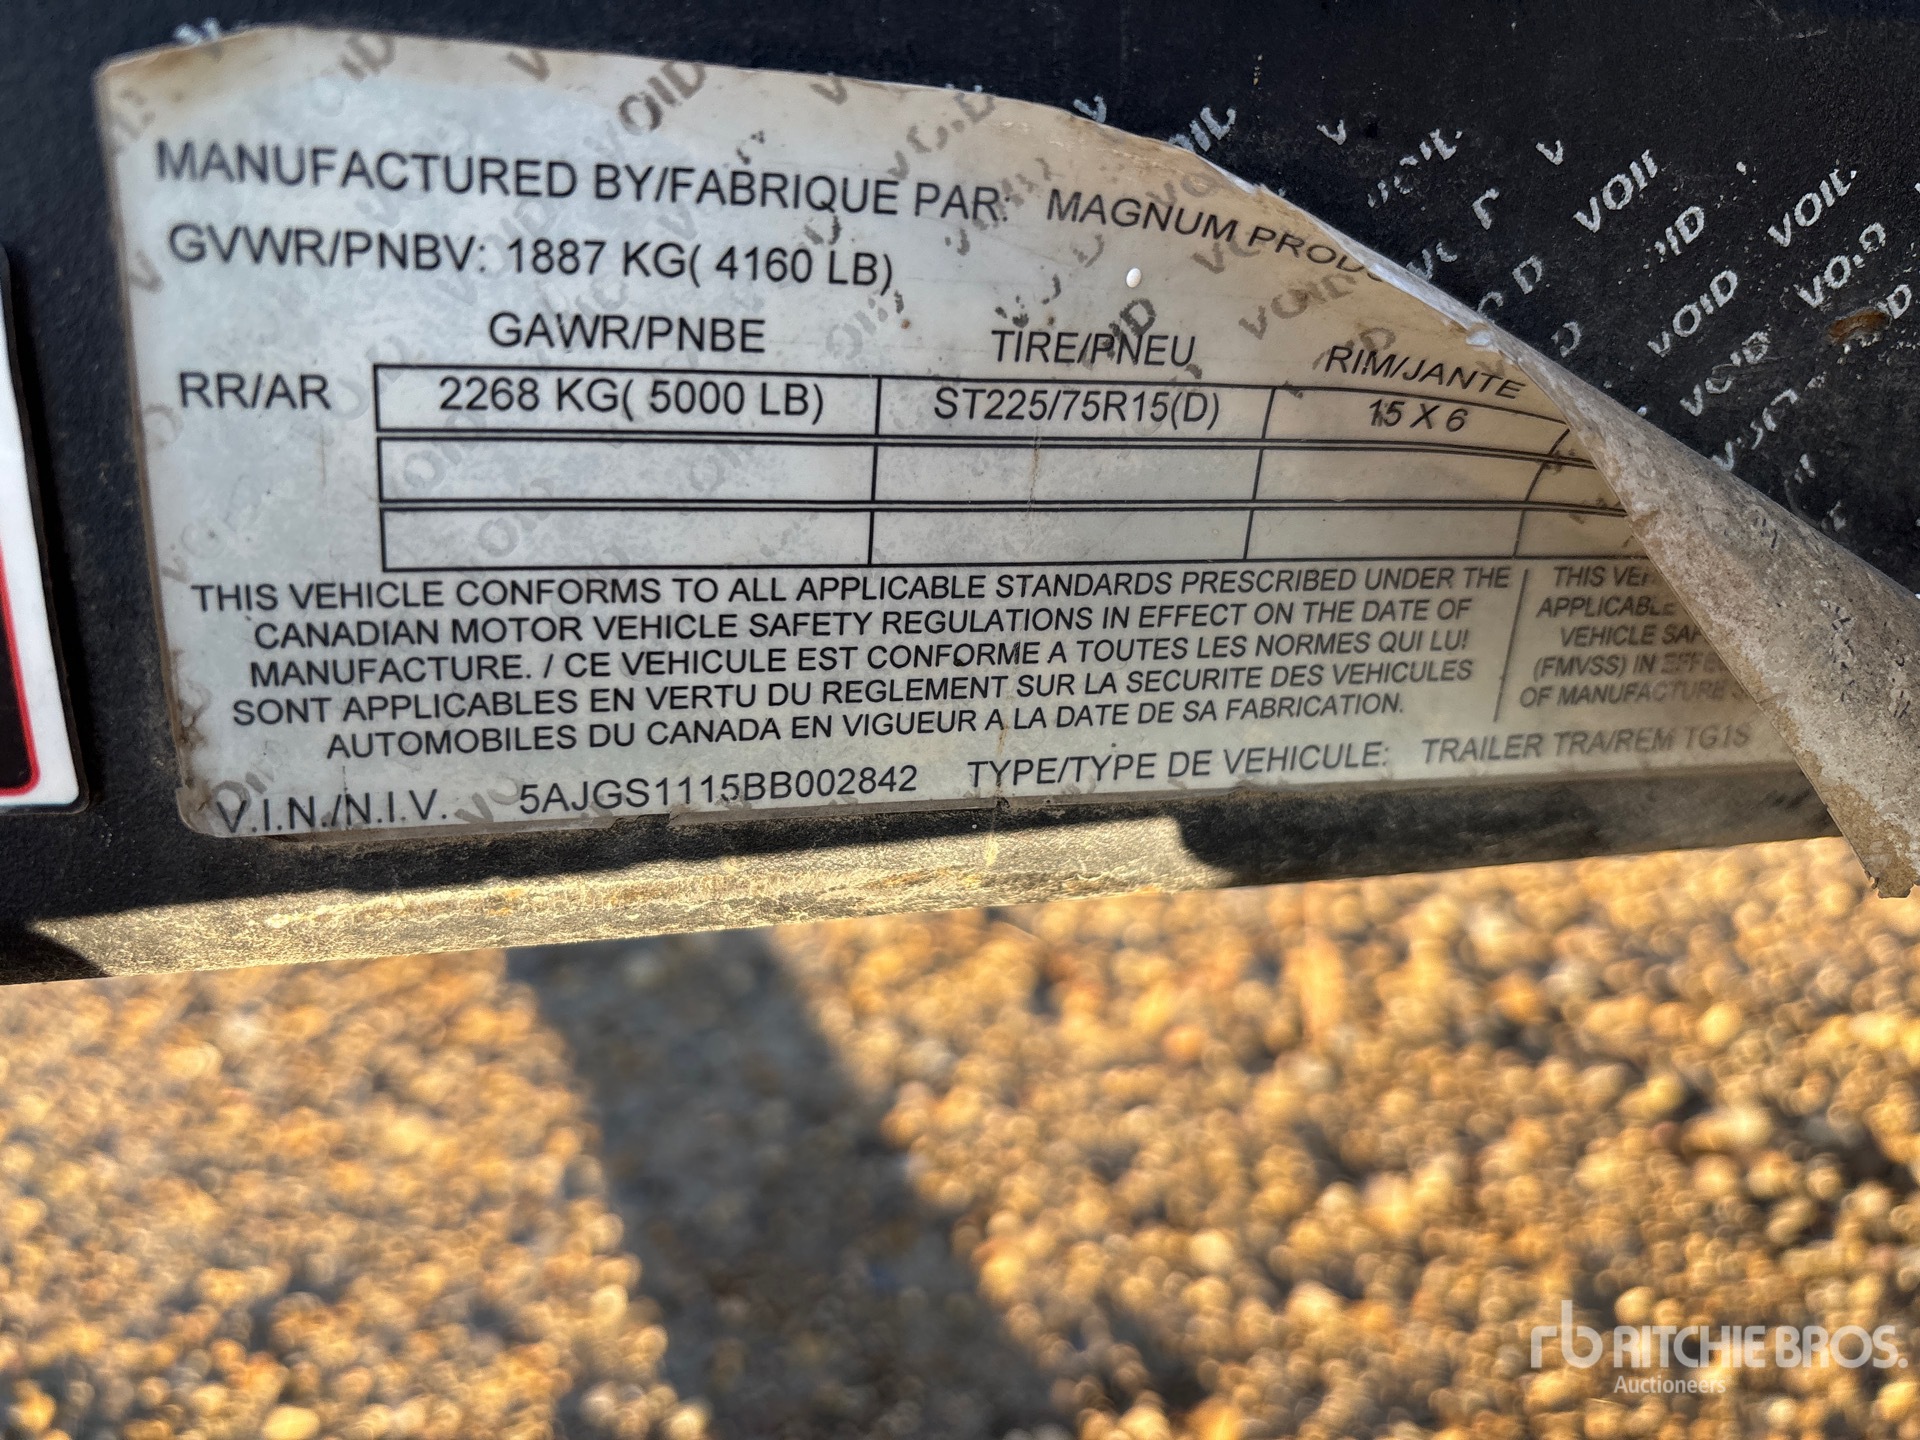 MANUFACTURED BY/FABRIQUE PAR: MAGNUM
GVWR/PNBV: 1887 KG( 4160 LB)
GAWR/PNBE TIRE/PNEU RIM/JANTE
RR/AR 2268 KG( 5000 LB) ST225/75R15(D) 15 X 6
THIS VEHICLE CONFORMS TO ALL APPLICABLE STANDARDS PRESCRIBED UNDER THE
CANADIAN MOTOR VEHICLE SAFETY REGULATIONS IN EFFECT ON THE DATE OF
MANUFACTURE. / CE VEHICULE EST CONFORME A TOUTES LES NORMES QUI LUI
SONT APPLICABLES EN VERTU DU REGLEMENT SUR LA SECURITE DES VEHICULES
AUTOMOBILES DU CANADA EN VIGUEUR A LA DATE DE SA FABRICATION.
THIS
APPLICABLE
VEHICLE
(FMVSS) IN
OF MANUFACTURE
V.I.N./N.I.V. 5AJGS1115BB002842 TYPE/TYPE DE VEHICULE: TRAILER TRA/REM TG1S
VOID
VOID
VOID
VOID
rb RITCHIE BROS.
Auctioneers